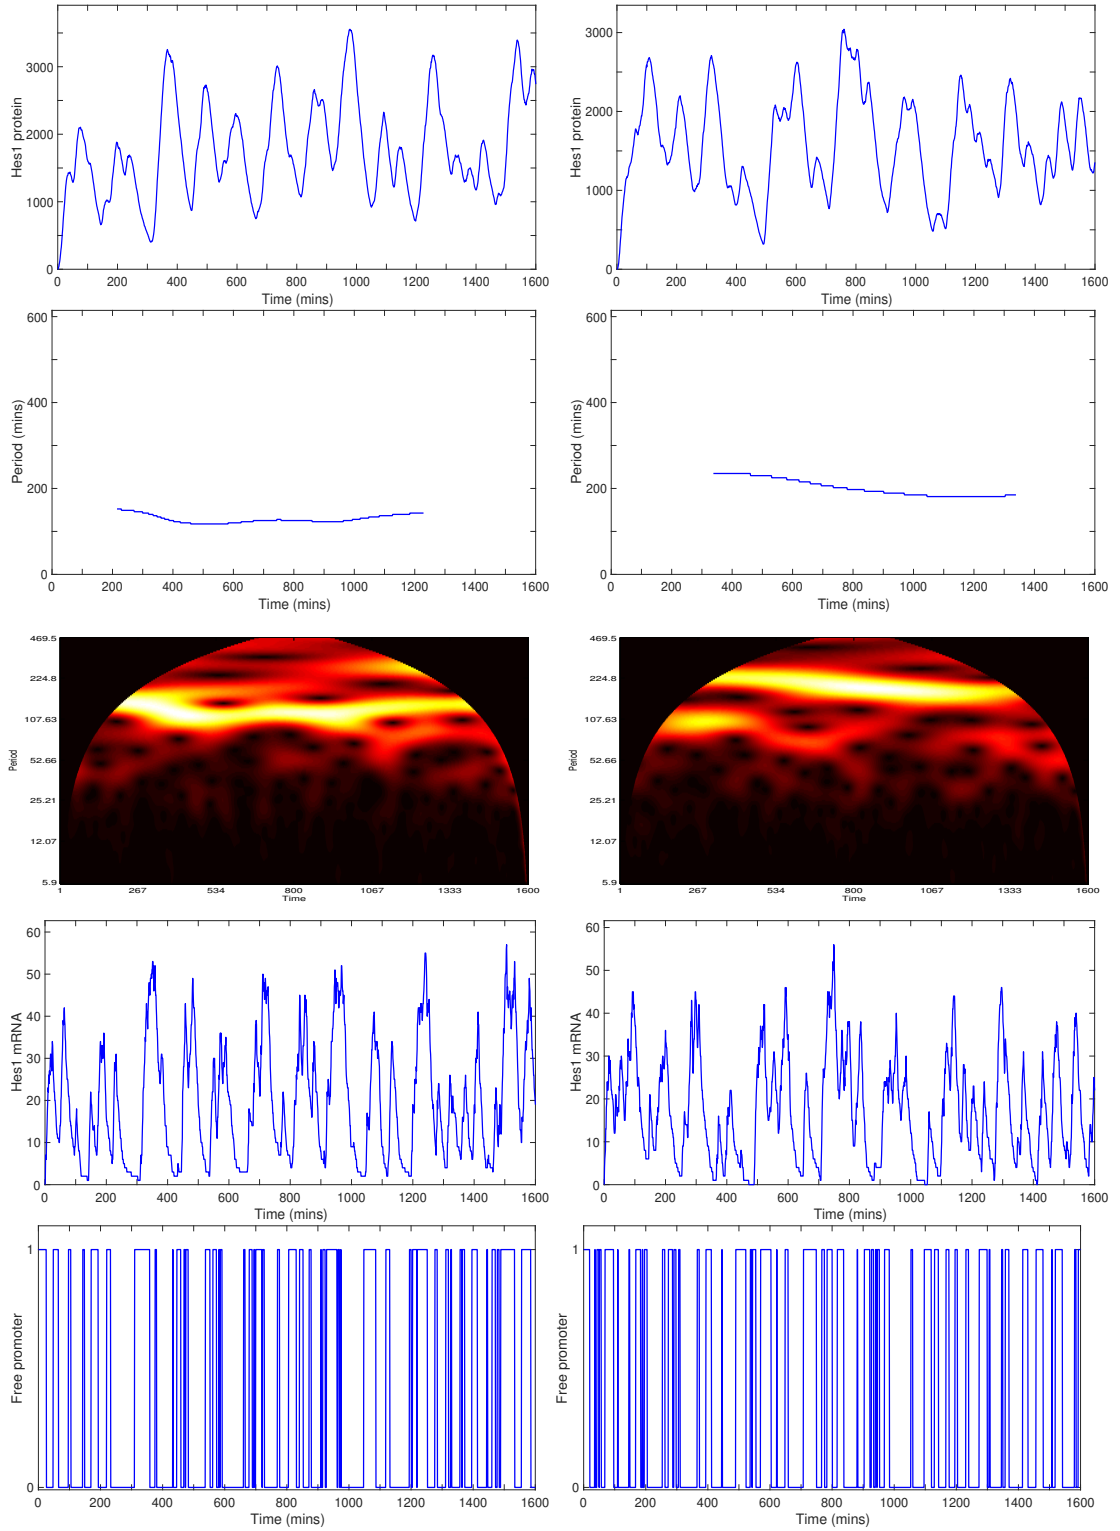 3000
2000
1000
0
Hes1 protein
0 200 400 600 800 1000 1200 1400 1600
Time (mins)
3000
2000
1000
0
Hes1 protein
0 200 400 600 800 1000 1200 1400 1600
Time (mins)
600
400
200
0
Period (mins)
0 200 400 600 800 1000 1200 1400 1600
Time (mins)
600
400
200
0
Period (mins)
0 200 400 600 800 1000 1200 1400 1600
Time (mins)
469.5
224.8
107.63
52.66
25.21
12.07
5.9
Period
1 267 534 800 1067 1333 1600
Time
469.5
224.8
107.63
52.66
25.21
12.07
5.9
Period
1 267 534 800 1067 1333 1600
Time
60
50
40
30
20
10
0
Hes1 mRNA
0 200 400 600 800 1000 1200 1400 1600
Time (mins)
60
50
40
30
20
10
0
Hes1 mRNA
0 200 400 600 800 1000 1200 1400 1600
Time (mins)
1
0
Free promoter
0 200 400 600 800 1000 1200 1400 1600
Time (mins)
1
0
Free promoter
0 200 400 600 800 1000 1200 1400 1600
Time (mins)